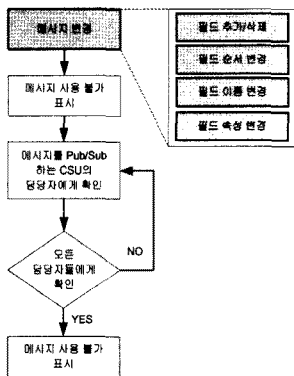 메시지 변경
필드 추가/삭제
필드 순서 변경
필드 이름 변경
필드 속성 변경
메시지 사용 불가
표시
메시지를 Pub/Sub
하는 CSU의
담당자에게 확인
모든
담당자들에게
확인
NO
YES
메시지 사용 불가
표시